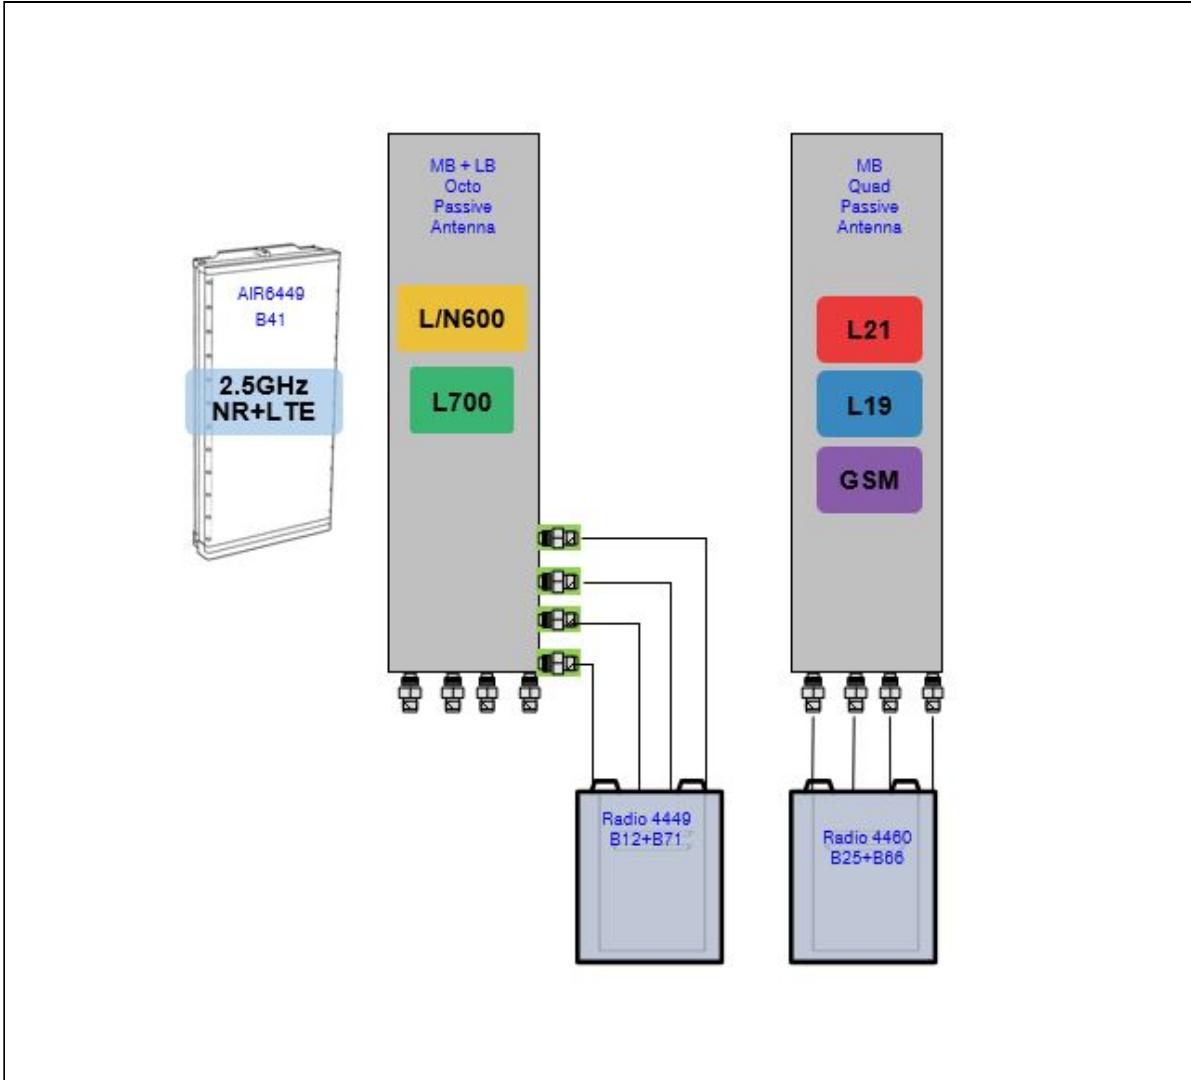 AIR6449
B41
2.5GHz
NR+LTE
MB + LB
Octo
Passive
Antenna
L/N600
L700
MB
Quad
Passive
Antenna
L21
L19
GSM
Radio 4449
B12+B71
Radio 4460
B25+B66